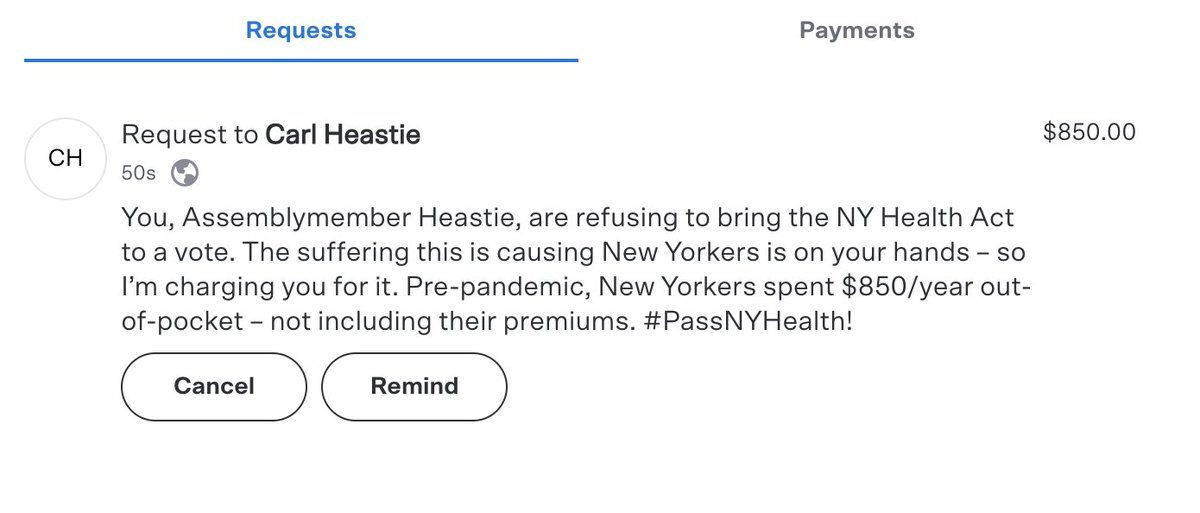 Requests
Payments
CH
Request to Carl Heastie
$850.00
50s
You, Assemblymember Heastie, are refusing to bring the NY Health Act
to a vote. The suffering this is causing New Yorkers is on your hands – so
I’m charging you for it. Pre-pandemic, New Yorkers spent $850/year out-
of-pocket – not including their premiums. #PassNYHealth!
Cancel
Remind